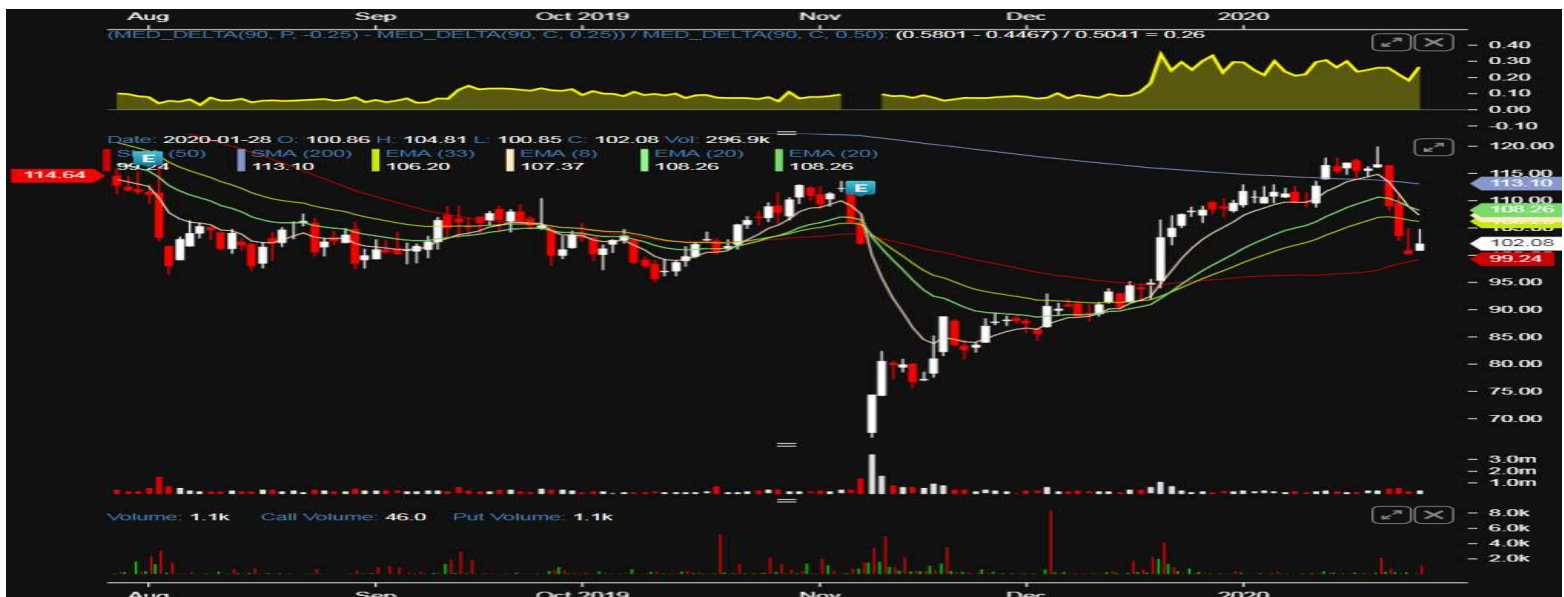 Aug Sep Oct 2019 Nov Dec 2020
(MED_DELTA(90, P, -0.25) - MED_DELTA(90, C, 0.25)) / MED_DELTA(90, C, 0.50): (0.5801 - 0.4467) / 0.5041 = 0.26
0.40
0.30
0.20
0.10
0.00
-0.10
Date: 2020-01-28 O: 100.86 H: 104.81 L: 100.85 C: 102.08 Vol: 296.9k
(50) SMA (200) EMA (33) EMA (8) EMA (20) EMA (20)
99.24 113.10 106.20 107.37 108.26 108.26
E
E
114.64
120.00
115.00
113.10
110.00
108.26
102.08
99.24
95.00
90.00
85.00
80.00
75.00
70.00
3.0m
2.0m
1.0m
Volume: 1.1k Call Volume: 46.0 Put Volume: 1.1k
8.0k
6.0k
4.0k
2.0k
Aug Sep Oct 2019 Nov Dec 2020